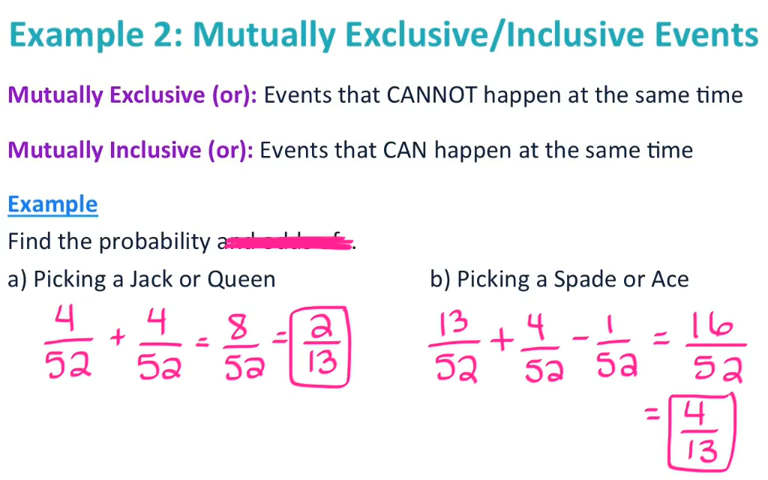 Example 2: Mutually Exclusive/Inclusive Events
Mutually Exclusive (or): Events that CANNOT happen at the same time
Mutually Inclusive (or): Events that CAN happen at the same time
Example
Find the probability and odds of .
a) Picking a Jack or Queen
4/52 + 4/52 = 8/52 = 2/13
b) Picking a Spade or Ace
13/52 + 4/52 - 1/52 = 16/52
= 4/13